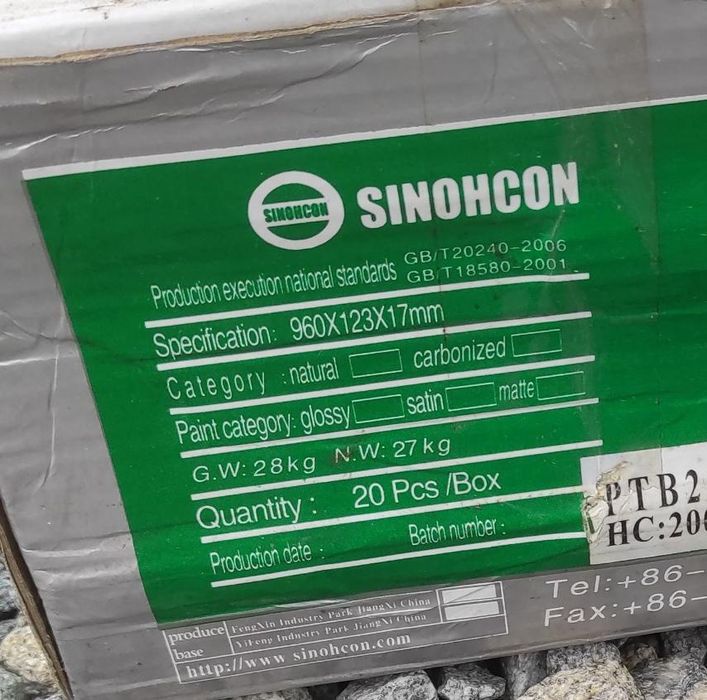 SINOHCON SINOHCON
Production execution national standards GB/T20240-2006
GB/T18580-2001
Specification: 960X123X17mm
Category :natural carbonized
Paint category: glossy satin matte
G.W: 28kg N.W: 27kg
Quantity : 20 Pcs /Box
Production date : Batch number :
PTB2
HC:200
produce base
FengXin Industry Park JiangXi China
YiFeng Industry Park JiangXi China
http://www sinohcon.com
Tel:+86-
Fax:+86-